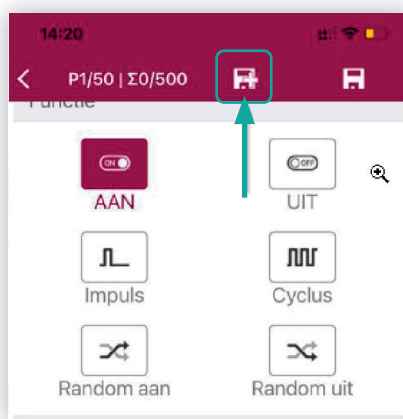 14:20
P1/50 | Σ0/500
Functie
ON
OFF
AAN
UIT
Impuls
Cyclus
Random aan
Random uit